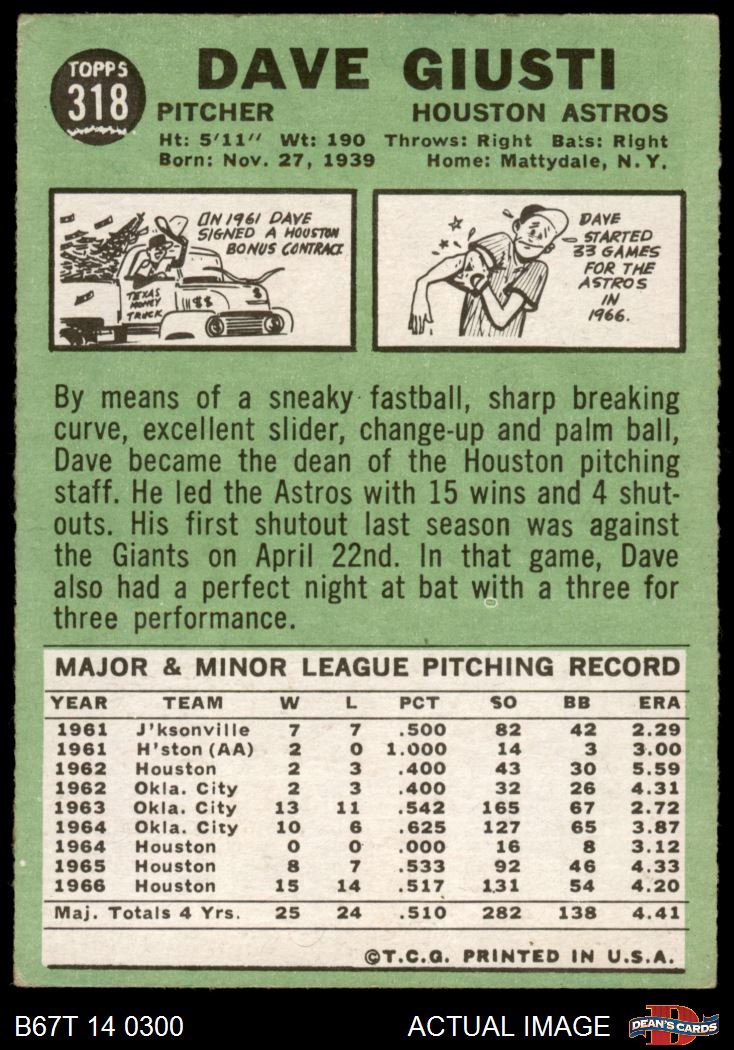 TOPPS
318
DAVE GIUSTI
PITCHER HOUSTON ASTROS
Ht: 5'11" Wt: 190 Throws: Right Bats: Right
Born: Nov. 27, 1939 Home: Mattydale, N.Y.
IN 1961 DAVE
SIGNED A HOUSTON
BONUS CONTRACT
TEXAS
MONEY
TRUCK
$$
$
DAVE
STARTED
33 GAMES
FOR THE
ASTROS
IN
1966.
By means of a sneaky fastball, sharp breaking
curve, excellent slider, change-up and palm ball,
Dave became the dean of the Houston pitching
staff. He led the Astros with 15 wins and 4 shut-
outs. His first shutout last season was against
the Giants on April 22nd. In that game, Dave
also had a perfect night at bat with a three for
three performance.
MAJOR & MINOR LEAGUE PITCHING RECORD
YEAR TEAM W L PCT SO BB ERA
1961 J'ksonville 7 7 .500 82 42 2.29
1961 H'ston (AA) 2 0 1.000 14 3 3.00
1962 Houston 2 3 .400 43 30 5.59
1962 Okla. City 2 3 .400 32 26 4.31
1963 Okla. City 13 11 .542 165 67 2.72
1964 Okla. City 10 6 .625 127 65 3.87
1964 Houston 0 0 .000 16 8 3.12
1965 Houston 8 7 .533 92 46 4.33
1966 Houston 15 14 .517 131 54 4.20
Maj. Totals 4 Yrs. 25 24 .510 282 138 4.41
©T.C.G. PRINTED IN U.S.A.
B67T 14 0300 ACTUAL IMAGE D DEAN'S CARDS